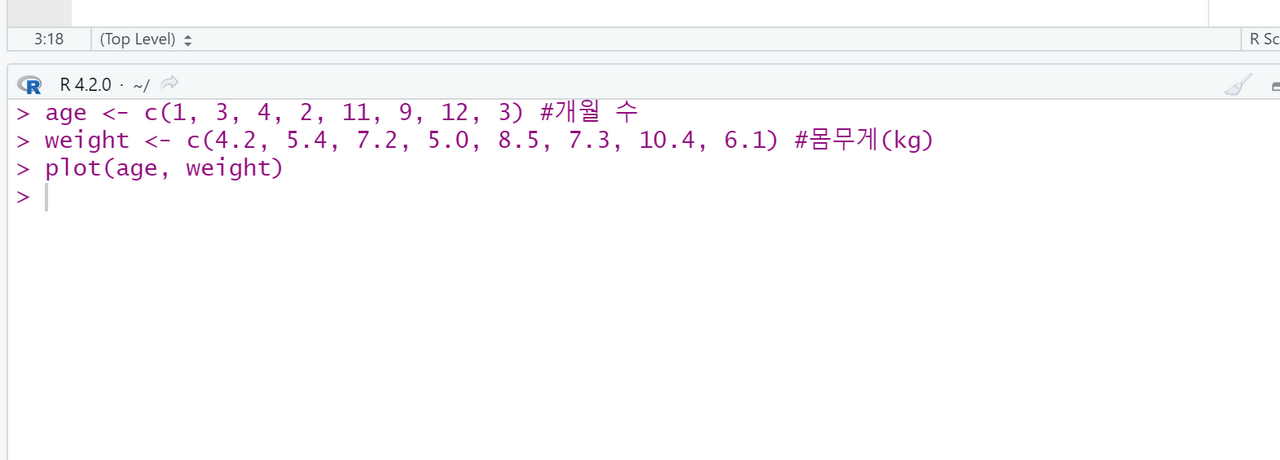 3:18 (Top Level) R Sc
R 4.2.0 · ~/
> age <- c(1, 3, 4, 2, 11, 9, 12, 3) #개월 수
> weight <- c(4.2, 5.4, 7.2, 5.0, 8.5, 7.3, 10.4, 6.1) #몸무게(kg)
> plot(age, weight)
>